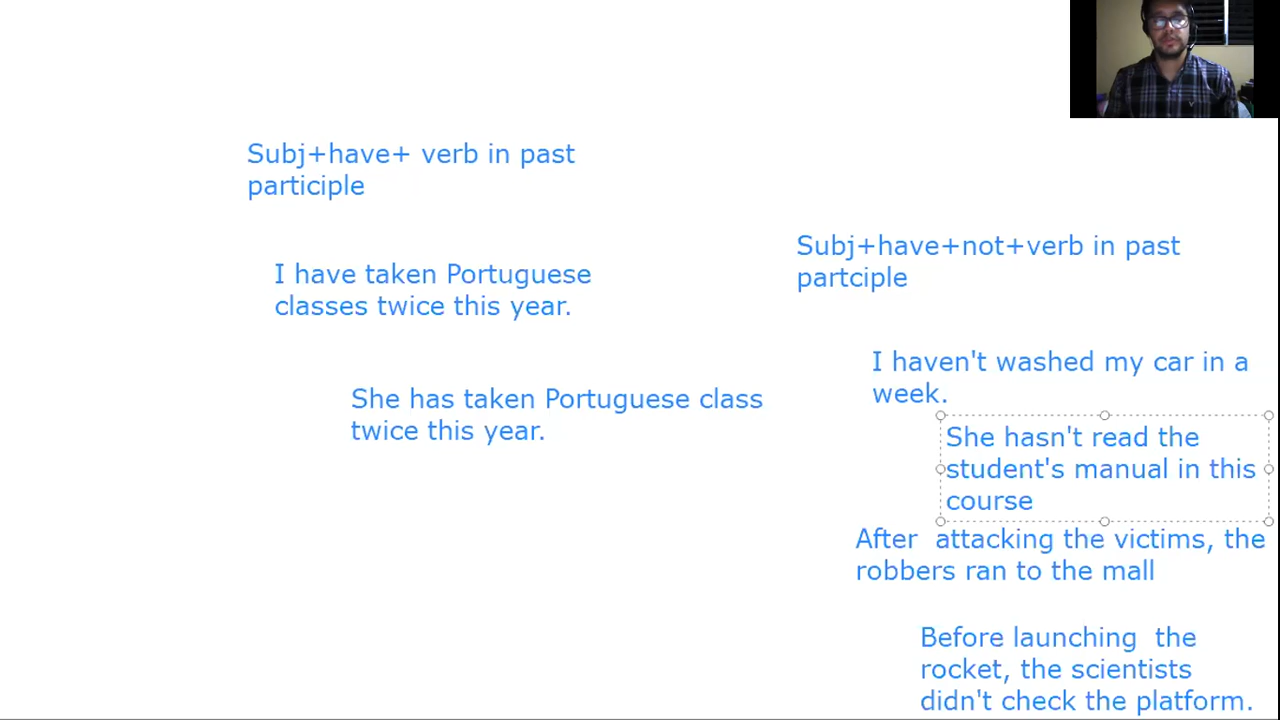 Subj+have+ verb in past
participle
I have taken Portuguese
classes twice this year.
She has taken Portuguese class
twice this year.
Subj+have+not+verb in past
partciple
I haven't washed my car in a
week.
She hasn't read the
student's manual in this
course
After  attacking the victims, the
robbers ran to the mall
Before launching  the
rocket, the scientists
didn't check the platform.